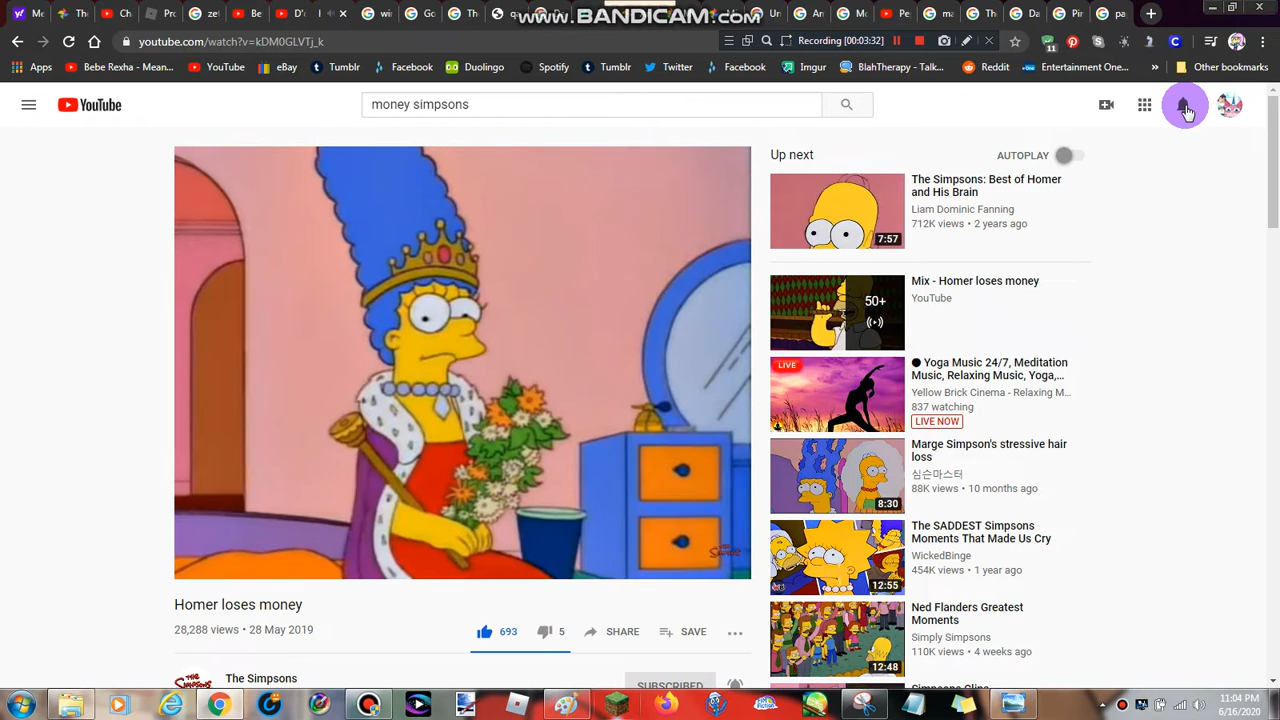 www.BANDICAM.com
youtube.com/watch?v=kDM0GLVTj_k
Recording [00:03:32]
Apps
Bebe Rexha - Mean...
YouTube
eBay
Tumblr
Facebook
Duolingo
Spotify
Tumblr
Twitter
Facebook
Imgur
BlahTherapy - Talk...
Reddit
Entertainment One...
»
Other bookmarks
YouTube
money simpsons
Up next
AUTOPLAY
The Simpsons: Best of Homer
and His Brain
Liam Dominic Fanning
712K views • 2 years ago
7:57
Mix - Homer loses money
YouTube
50+
● Yoga Music 24/7, Meditation
Music, Relaxing Music, Yoga,...
Yellow Brick Cinema - Relaxing M...
837 watching
LIVE NOW
LIVE
Marge Simpson's stressive hair
loss
심슨마스터
88K views • 10 months ago
8:30
The SADDEST Simpsons
Moments That Made Us Cry
WickedBinge
454K views • 1 year ago
12:55
Ned Flanders Greatest
Moments
Simply Simpsons
110K views • 4 weeks ago
12:48
Homer loses money
28,288 views • 28 May 2019
693
5
SHARE
SAVE
The Simpsons
SUBSCRIBED
11:04 PM
6/16/2020